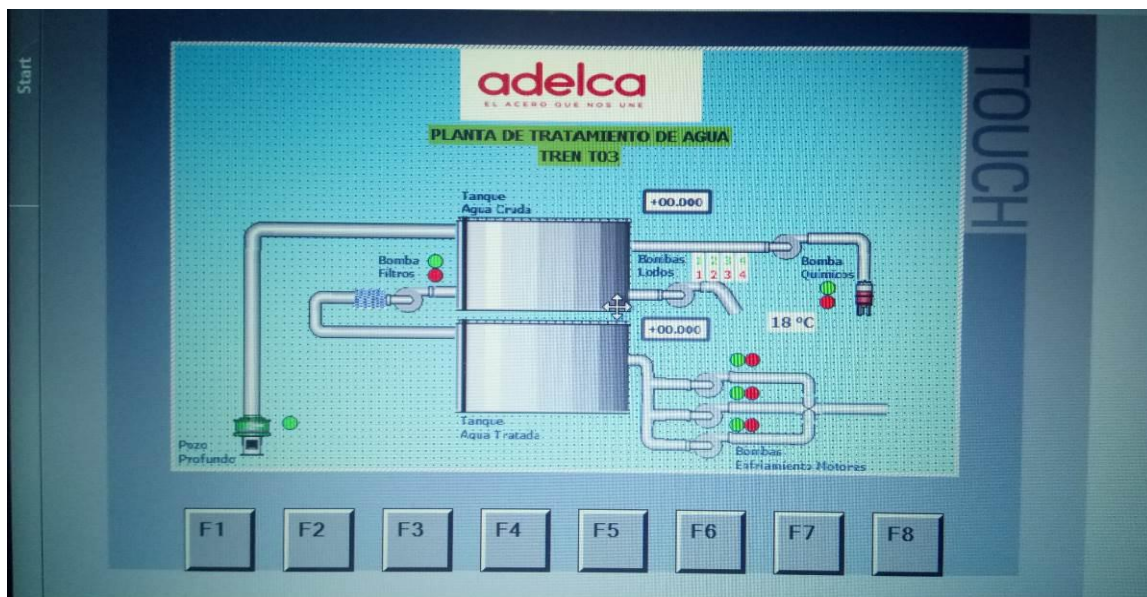 Start
TOUCH
adelca
EL ACERO QUE NOS UNE
PLANTA DE TRATAMIENTO DE AGUA
TREN T03
Tanque
Agua Cruda
+00.000
Bomba
Filtros
Bombas
Lodos
1 2 3 4
1 2 3 4
Bomba
Químicos
18 ºC
+00.000
Tanque
Agua Tratada
Pozo
Profundo
Bombas
Enfriamiento Motores
F1
F2
F3
F4
F5
F6
F7
F8